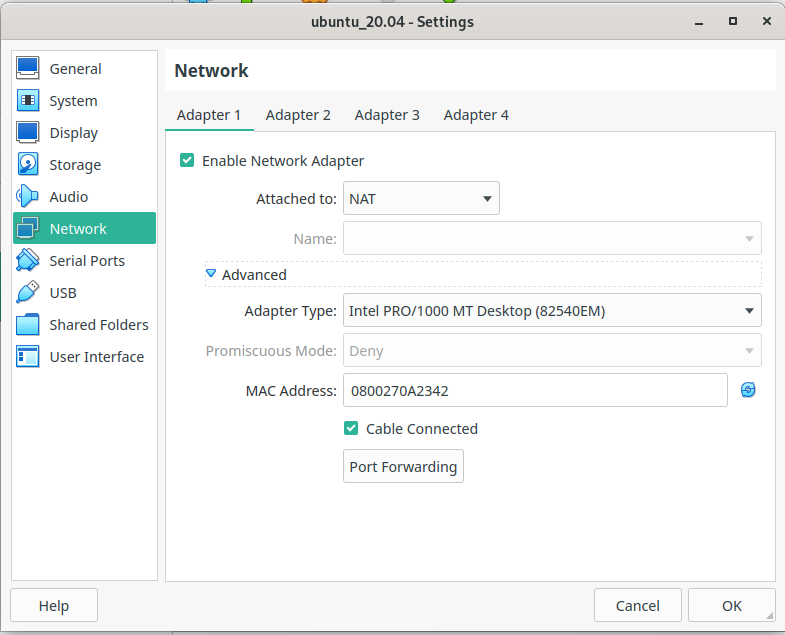 ubuntu_20.04 - Settings
General
System
Display
Storage
Audio
Network
Serial Ports
USB
Shared Folders
User Interface
Network
Adapter 1 Adapter 2 Adapter 3 Adapter 4
Enable Network Adapter
Attached to: NAT
Name:
Advanced
Adapter Type: Intel PRO/1000 MT Desktop (82540EM)
Promiscuous Mode: Deny
MAC Address: 0800270A2342
Cable Connected
Port Forwarding
Help Cancel OK